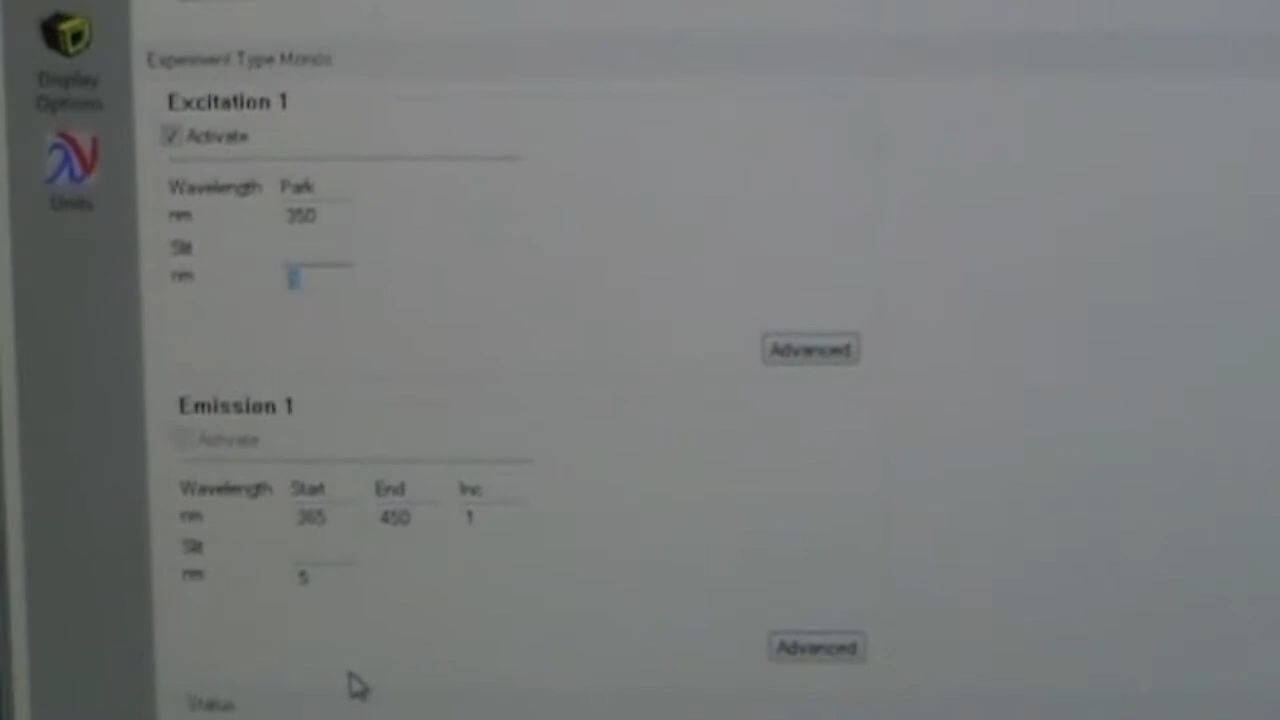 Display
Options
Units
Experiment Type Monos
Excitation 1
Activate
Wavelength Park
nm 350
Slit
nm
Advanced
Emission 1
Activate
Wavelength Start End Inc
nm 365 450 1
Slit
nm 5
Advanced
Status